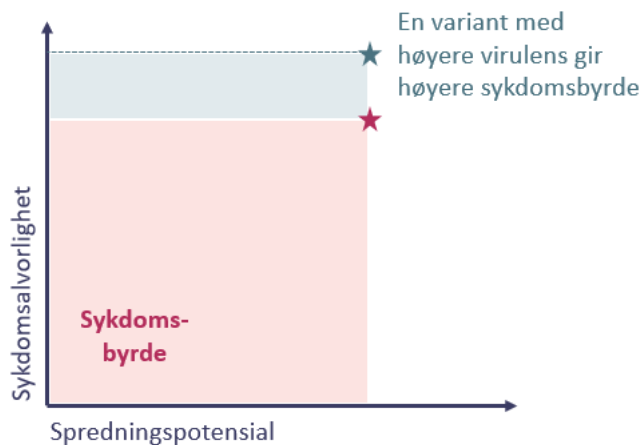 En variant med
høyere virulens gir
høyere sykdomsbyrde
Sykdomsalvorlighet
Sykdoms-
byrde
Spredningspotensial